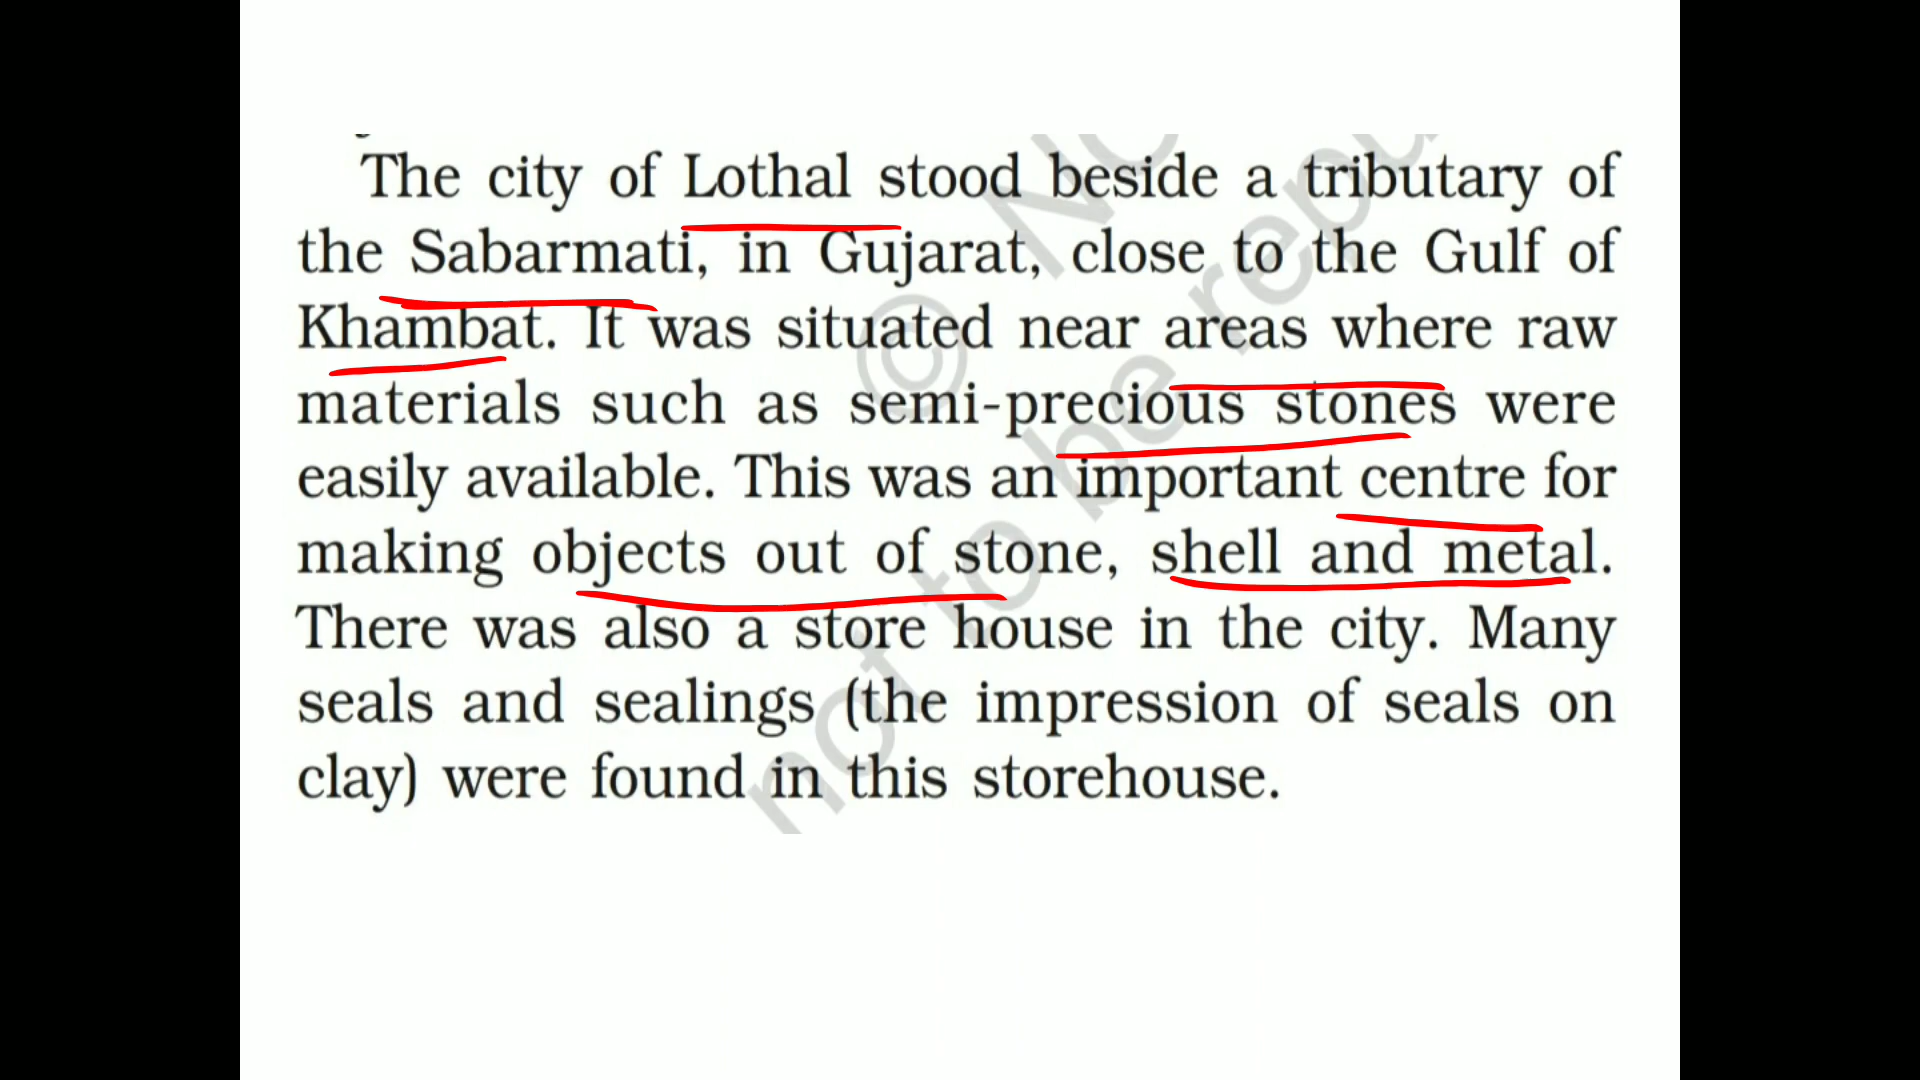 The city of Lothal stood beside a tributary of
the Sabarmati, in Gujarat, close to the Gulf of
Khambat. It was situated near areas where raw
materials such as semi-precious stones were
easily available. This was an important centre for
making objects out of stone, shell and metal.
There was also a store house in the city. Many
seals and sealings (the impression of seals on
clay) were found in this storehouse.
©
not to be